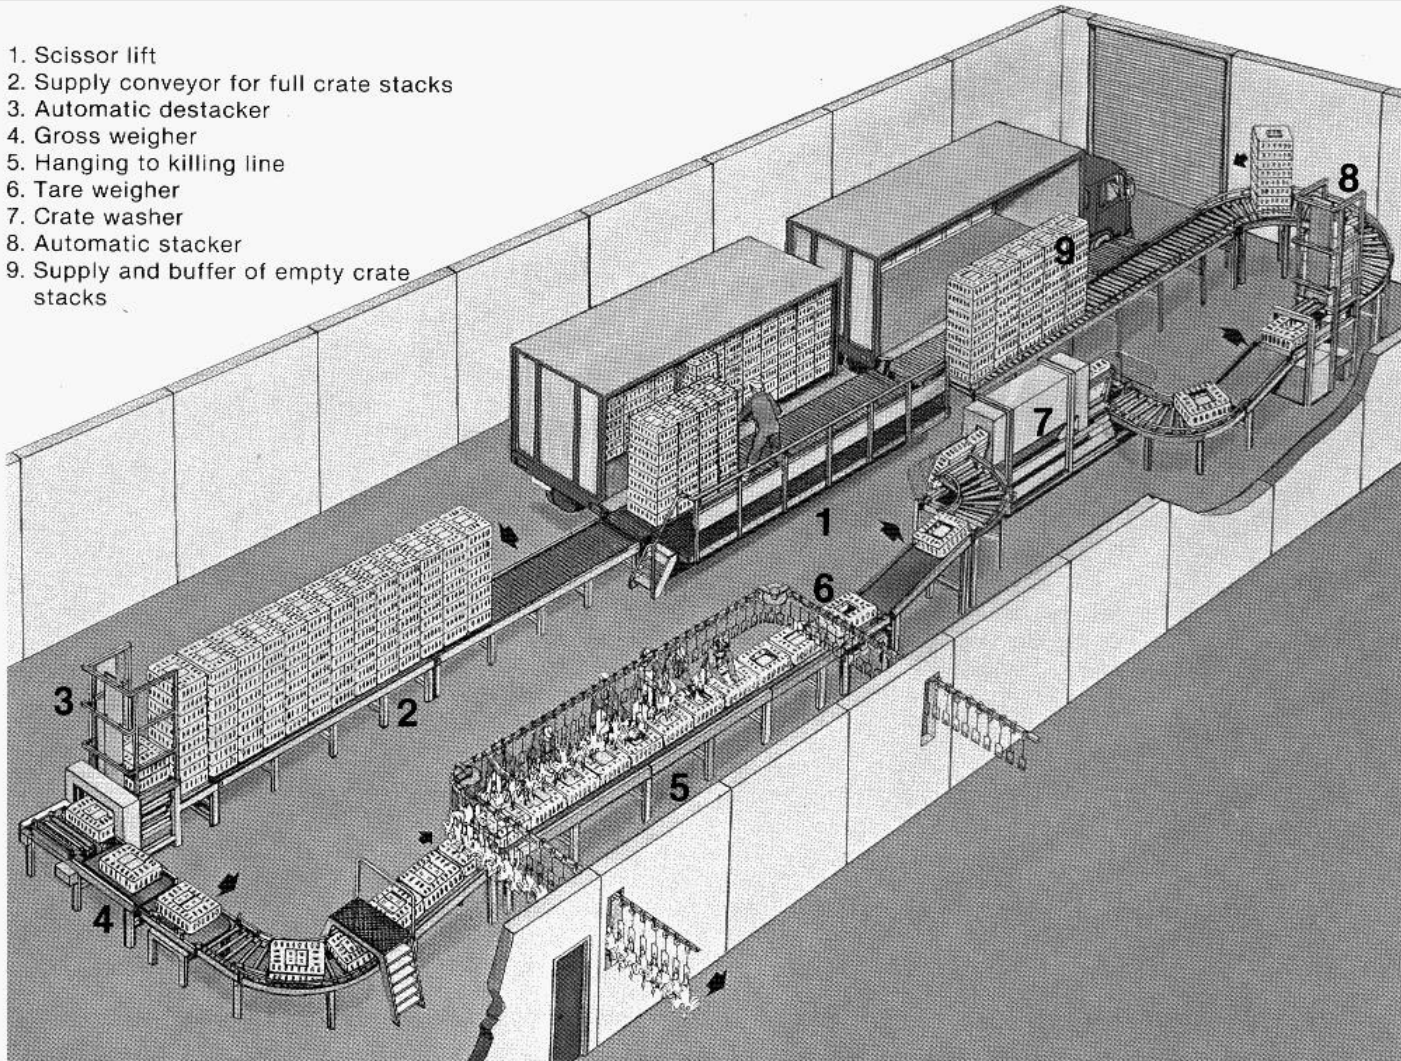 1. Scissor lift
2. Supply conveyor for full crate stacks
3. Automatic destacker
4. Gross weigher
5. Hanging to killing line
6. Tare weigher
7. Crate washer
8. Automatic stacker
9. Supply and buffer of empty crate
stacks
8
9
7
1
6
3
2
5
4